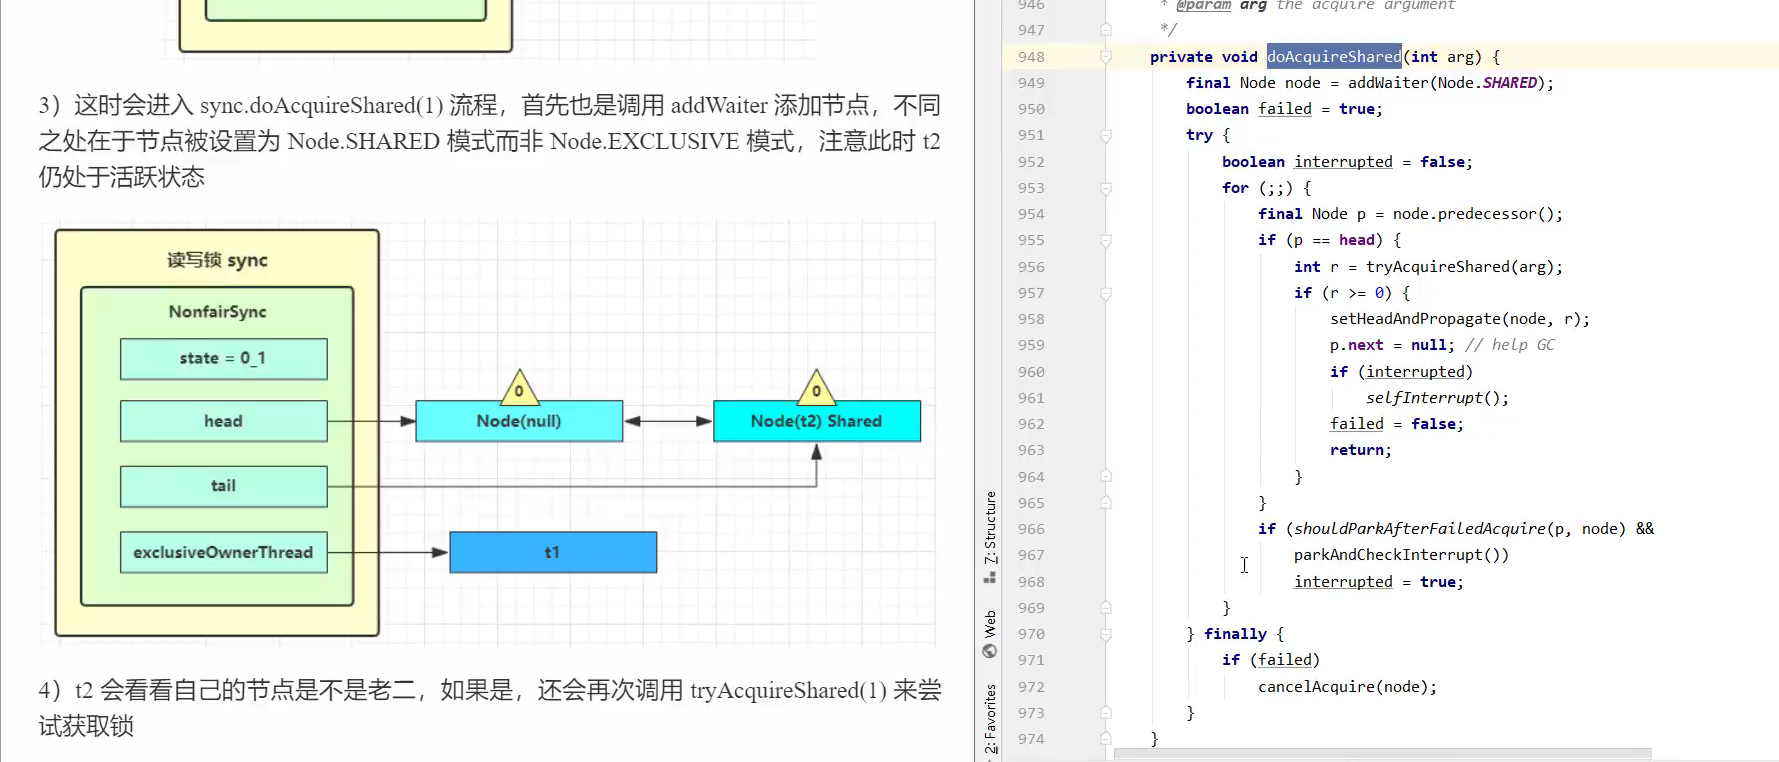 3）这时会进入 sync.doAcquireShared(1) 流程，首先也是调用 addWaiter 添加节点，不同
之处在于节点被设置为 Node.SHARED 模式而非 Node.EXCLUSIVE 模式，注意此时 t2
仍处于活跃状态
读写锁 sync
NonfairSync
state = 0_1
head
tail
exclusiveOwnerThread
0
Node(null)
0
Node(t2) Shared
t1
4）t2 会看看自己的节点是不是老二，如果是，还会再次调用 tryAcquireShared(1) 来尝
试获取锁
Z: Structure
Web
2: Favorites
946 * @param arg the acquire argument
947 */
948 private void doAcquireShared(int arg) {
949 final Node node = addWaiter(Node.SHARED);
950 boolean failed = true;
951 try {
952 boolean interrupted = false;
953 for (;;) {
954 final Node p = node.predecessor();
955 if (p == head) {
956 int r = tryAcquireShared(arg);
957 if (r >= 0) {
958 setHeadAndPropagate(node, r);
959 p.next = null; // help GC
960 if (interrupted)
961 selfInterrupt();
962 failed = false;
963 return;
964 }
965 }
966 if (shouldParkAfterFailedAcquire(p, node) &&
967 parkAndCheckInterrupt())
968 interrupted = true;
969 }
970 } finally {
971 if (failed)
972 cancelAcquire(node);
973 }
974 }